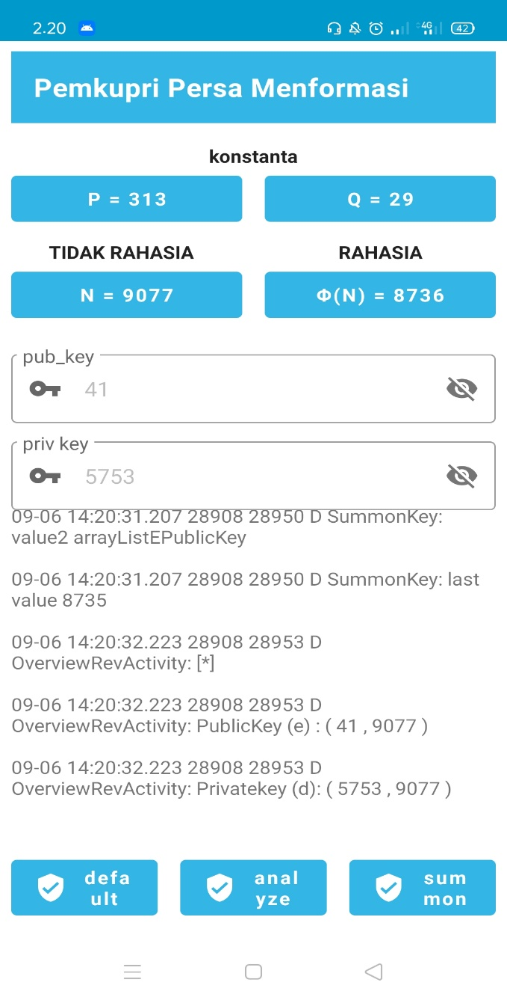 2.20
4G
42
Pemkupri Persa Menformasi
konstanta
P = 313
Q = 29
TIDAK RAHASIA
RAHASIA
N = 9077
Φ(N) = 8736
pub_key
41
priv key
5753
09-06 14:20:31.207 28908 28950 D SummonKey:
value2 arrayListEPublicKey
09-06 14:20:31.207 28908 28950 D SummonKey: last
value 8735
09-06 14:20:32.223 28908 28953 D
OverviewRevActivity: [*]
09-06 14:20:32.223 28908 28953 D
OverviewRevActivity: PublicKey (e) : ( 41 , 9077 )
09-06 14:20:32.223 28908 28953 D
OverviewRevActivity: Privatekey (d): ( 5753 , 9077 )
defa
ult
anal
yze
sum
mon